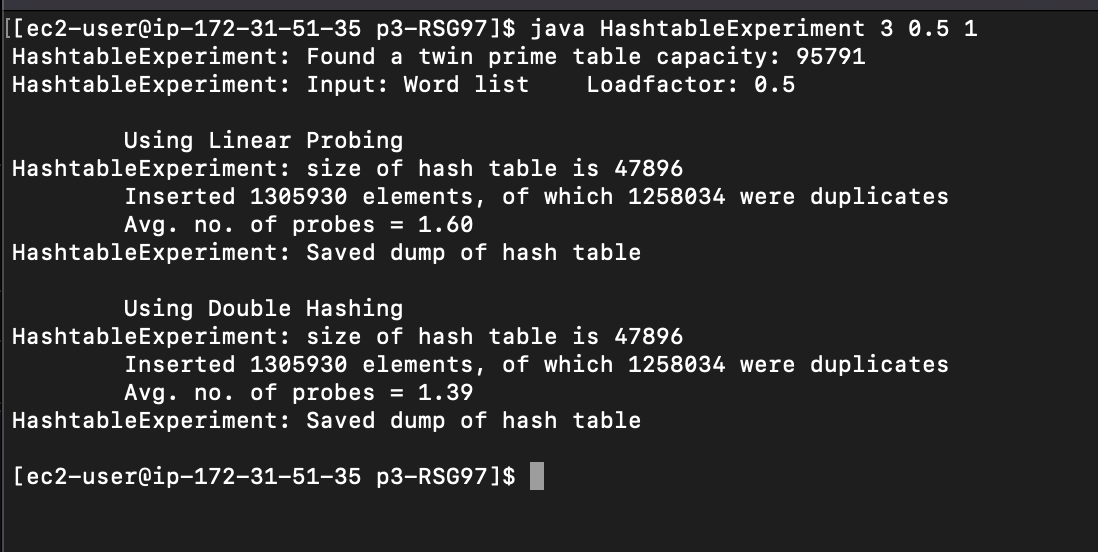 [[ec2-user@ip-172-31-51-35 p3-RSG97]$ java HashtableExperiment 3 0.5 1
HashtableExperiment: Found a twin prime table capacity: 95791
HashtableExperiment: Input: Word list    Loadfactor: 0.5
        Using Linear Probing
HashtableExperiment: size of hash table is 47896
        Inserted 1305930 elements, of which 1258034 were duplicates
        Avg. no. of probes = 1.60
HashtableExperiment: Saved dump of hash table
        Using Double Hashing
HashtableExperiment: size of hash table is 47896
        Inserted 1305930 elements, of which 1258034 were duplicates
        Avg. no. of probes = 1.39
HashtableExperiment: Saved dump of hash table
[ec2-user@ip-172-31-51-35 p3-RSG97]$